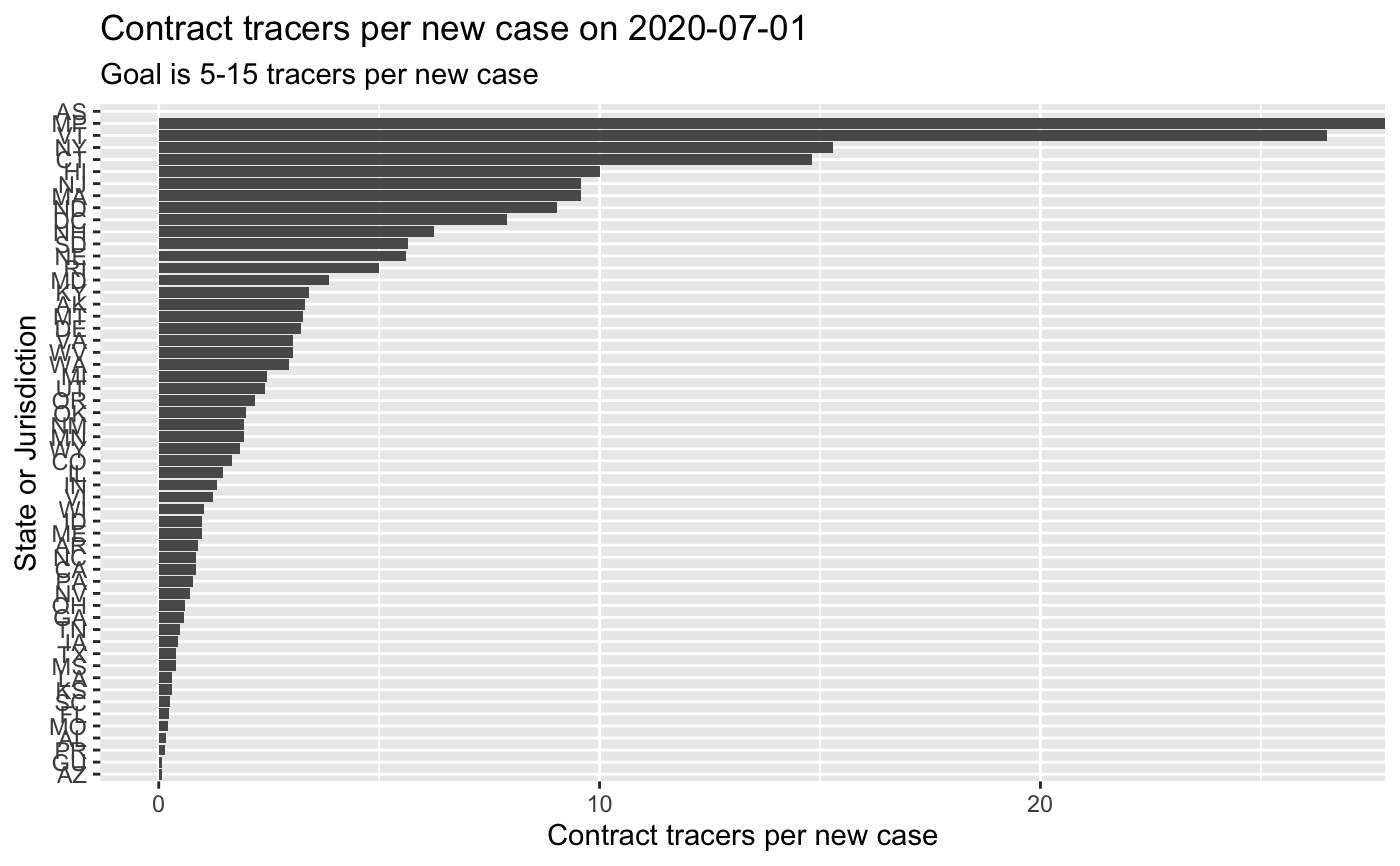 Contract tracers per new case on 2020-07-01
Goal is 5-15 tracers per new case
State or Jurisdiction
AS
MP
VT
NY
CT
HI
NJ
MA
ND
DC
NH
SD
NE
RI
MD
KY
AK
MT
DE
VA
WV
WA
MI
UT
OR
OK
NM
MN
WY
CO
IL
IN
VI
WI
ID
ME
AR
NC
CA
PA
NV
OH
GA
TN
IA
TX
MS
LA
KS
SC
FL
MO
AL
PR
GU
AZ
0 10 20
Contract tracers per new case